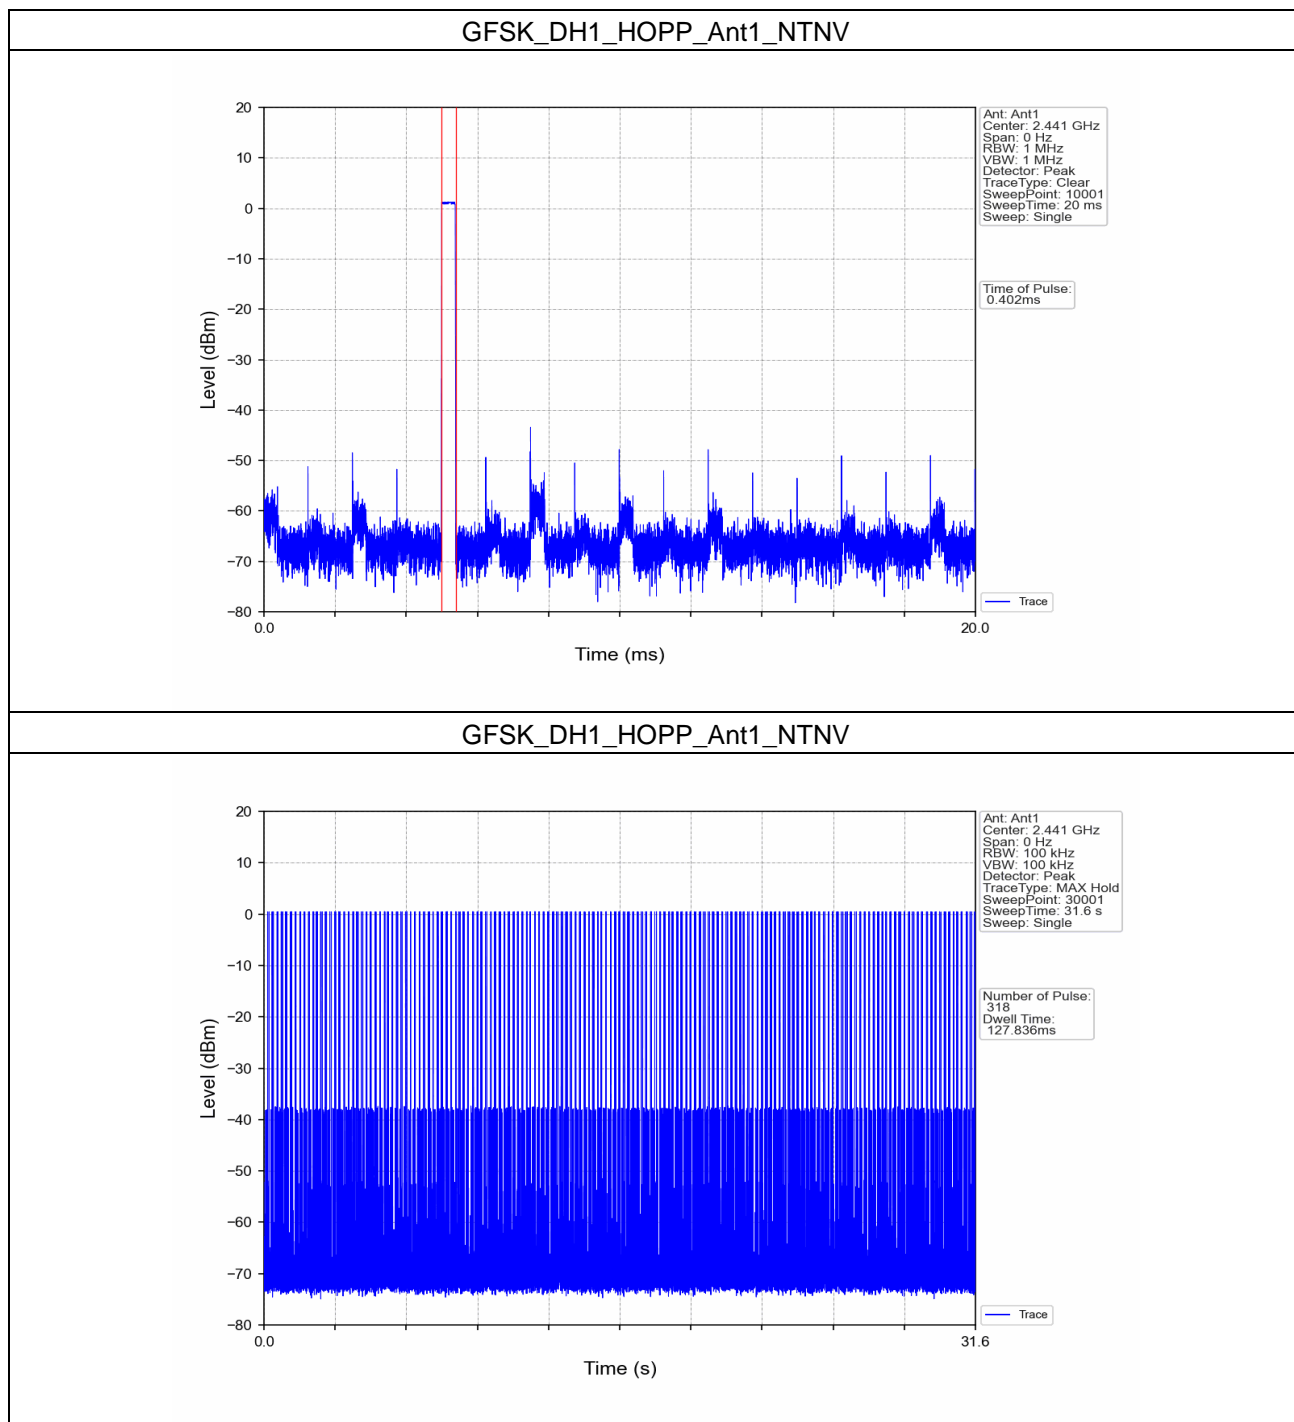 GFSK_DH1_HOPP_Ant1_NTNV
20
10
0
−10
−20
−30
−40
−50
−60
−70
−80
Level (dBm)
0.0
20.0
Time (ms)
Ant: Ant1
Center: 2.441 GHz
Span: 0 Hz
RBW: 1 MHz
VBW: 1 MHz
Detector: Peak
TraceType: Clear
SweepPoint: 10001
SweepTime: 20 ms
Sweep: Single
Time of Pulse:
0.402ms
Trace
GFSK_DH1_HOPP_Ant1_NTNV
20
10
0
−10
−20
−30
−40
−50
−60
−70
−80
Level (dBm)
0.0
31.6
Time (s)
Ant: Ant1
Center: 2.441 GHz
Span: 0 Hz
RBW: 100 kHz
VBW: 100 kHz
Detector: Peak
TraceType: MAX Hold
SweepPoint: 30001
SweepTime: 31.6 s
Sweep: Single
Number of Pulse:
318
Dwell Time:
127.836ms
Trace